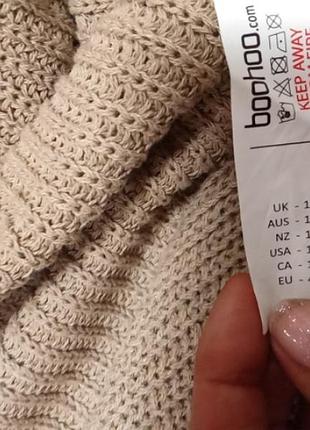 boohoo.com
KEEP AWAY
UK - 1
AUS - 1
NZ - 1
USA - 1
CA - 1
EU - 4